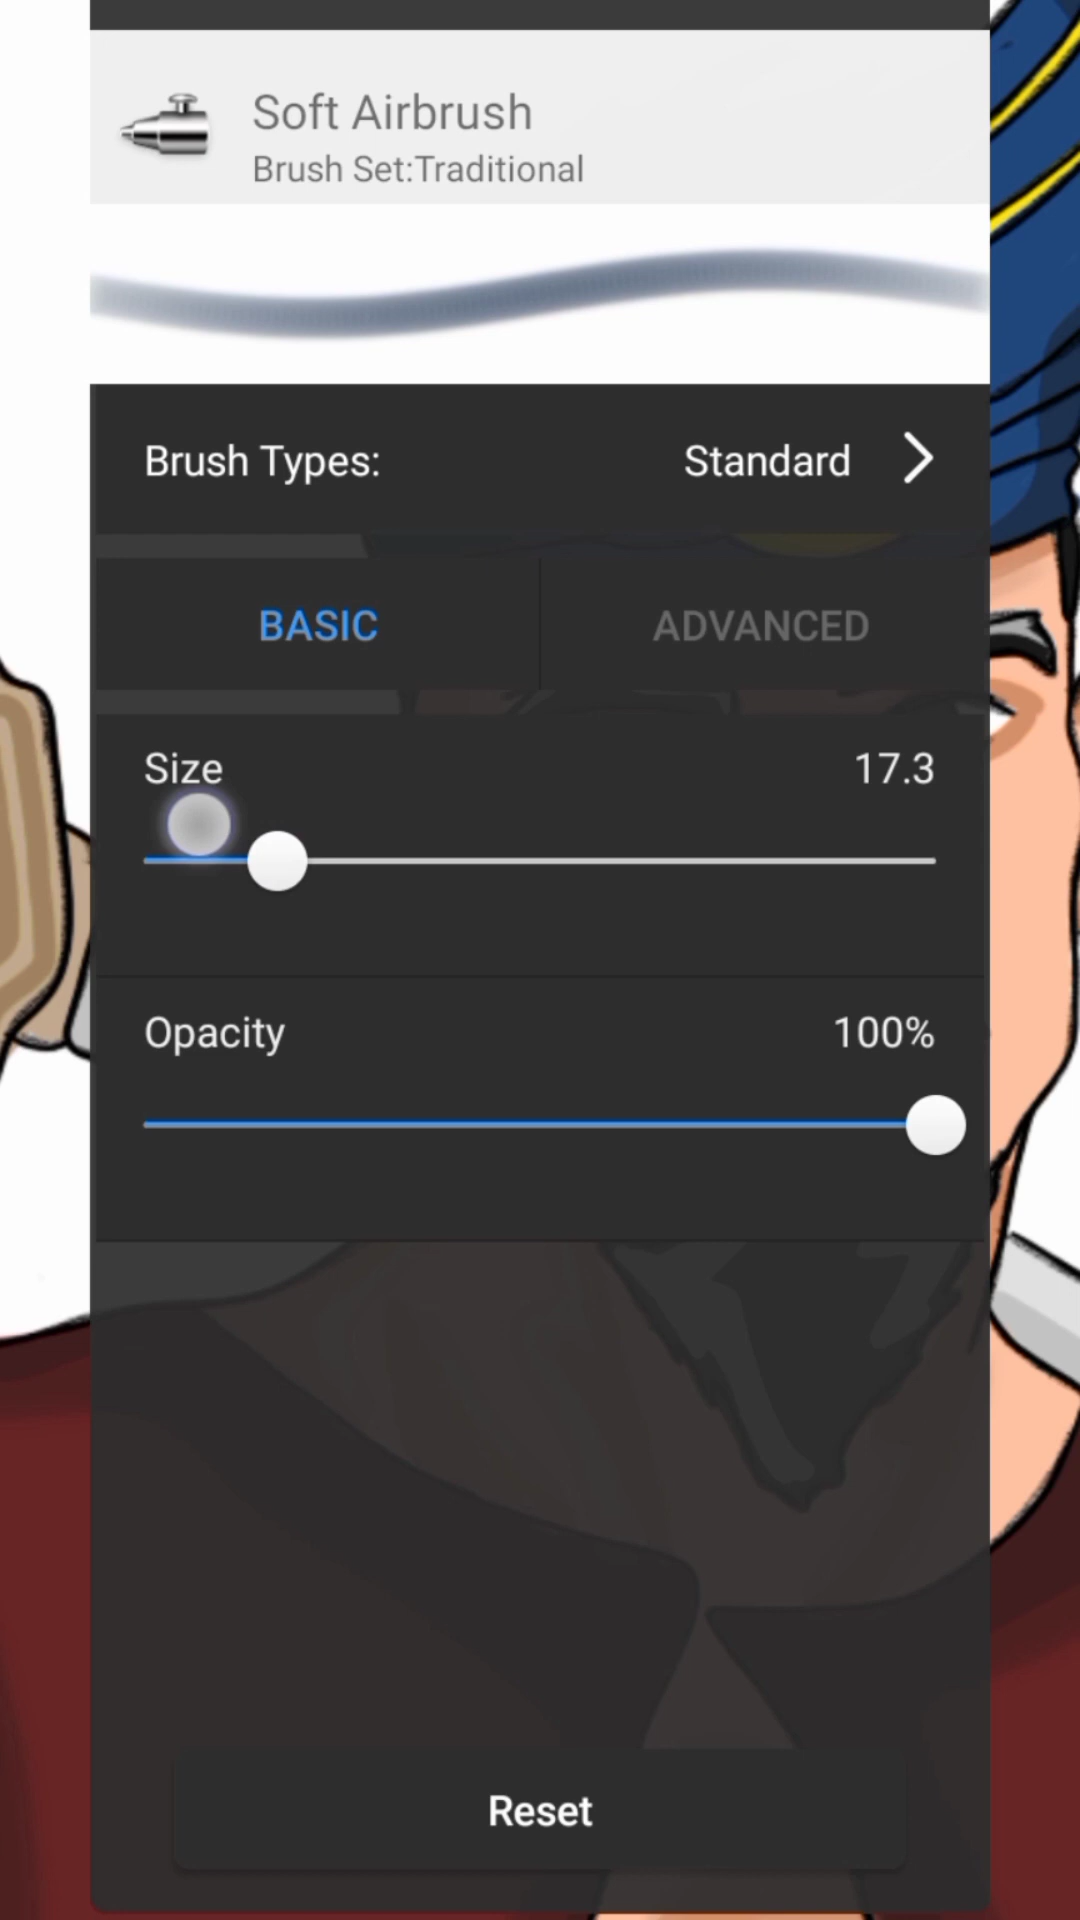 Soft Airbrush
Brush Set:Traditional
Brush Types: Standard
BASIC ADVANCED
Size 17.3
Opacity 100%
Reset